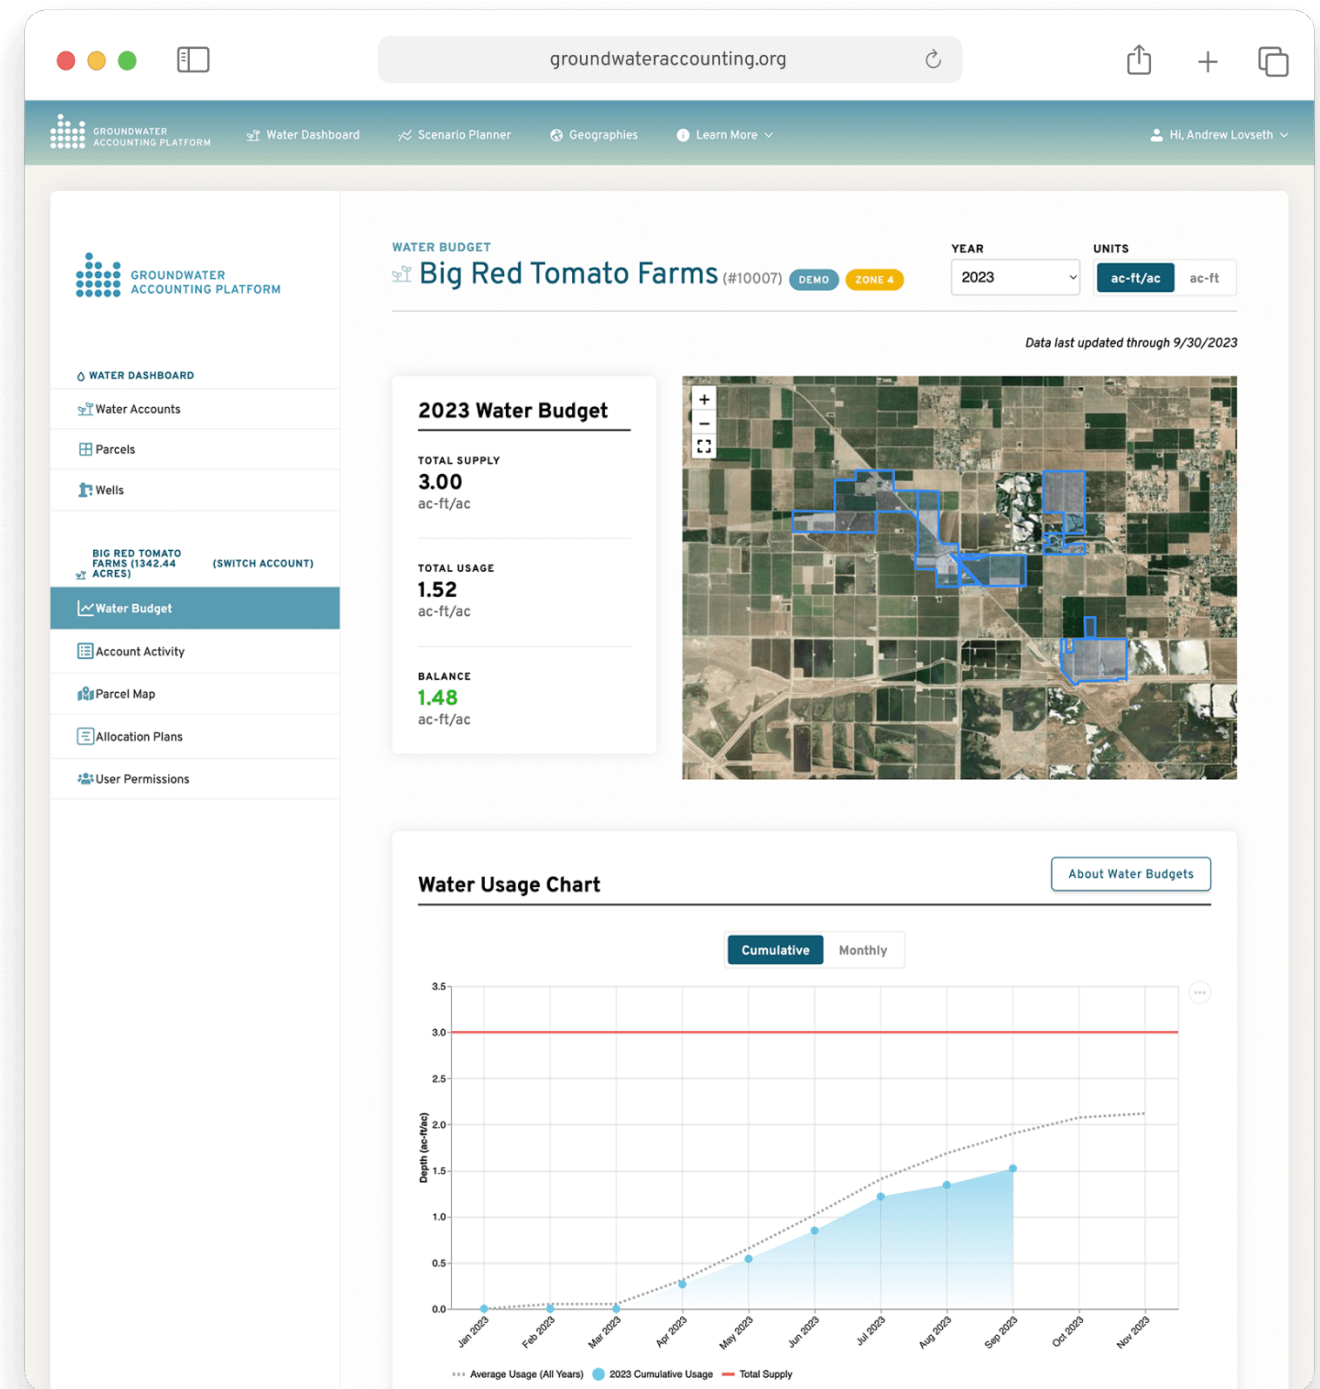 groundwateraccounting.org
GROUNDWATER
ACCOUNTING PLATFORM
Water Dashboard
Scenario Planner
Geographies
Learn More
Hi, Andrew Lovseth
GROUNDWATER
ACCOUNTING PLATFORM
WATER DASHBOARD
Water Accounts
Parcels
Wells
BIG RED TOMATO
FARMS (1342.44
ACRES)
(SWITCH ACCOUNT)
Water Budget
Account Activity
Parcel Map
Allocation Plans
User Permissions
WATER BUDGET
Big Red Tomato Farms (#10007) DEMO ZONE 4
YEAR
2023
UNITS
ac-ft/ac ac-ft
Data last updated through 9/30/2023
2023 Water Budget
TOTAL SUPPLY
3.00
ac-ft/ac
TOTAL USAGE
1.52
ac-ft/ac
BALANCE
1.48
ac-ft/ac
+
−
Water Usage Chart
About Water Budgets
Cumulative Monthly
3.5
3.0
2.5
2.0
1.5
1.0
0.5
0.0
Depth (ac-ft/ac)
Jan 2023
Feb 2023
Mar 2023
Apr 2023
May 2023
Jun 2023
Jul 2023
Aug 2023
Sep 2023
Oct 2023
Nov 2023
Average Usage (All Years) 2023 Cumulative Usage Total Supply